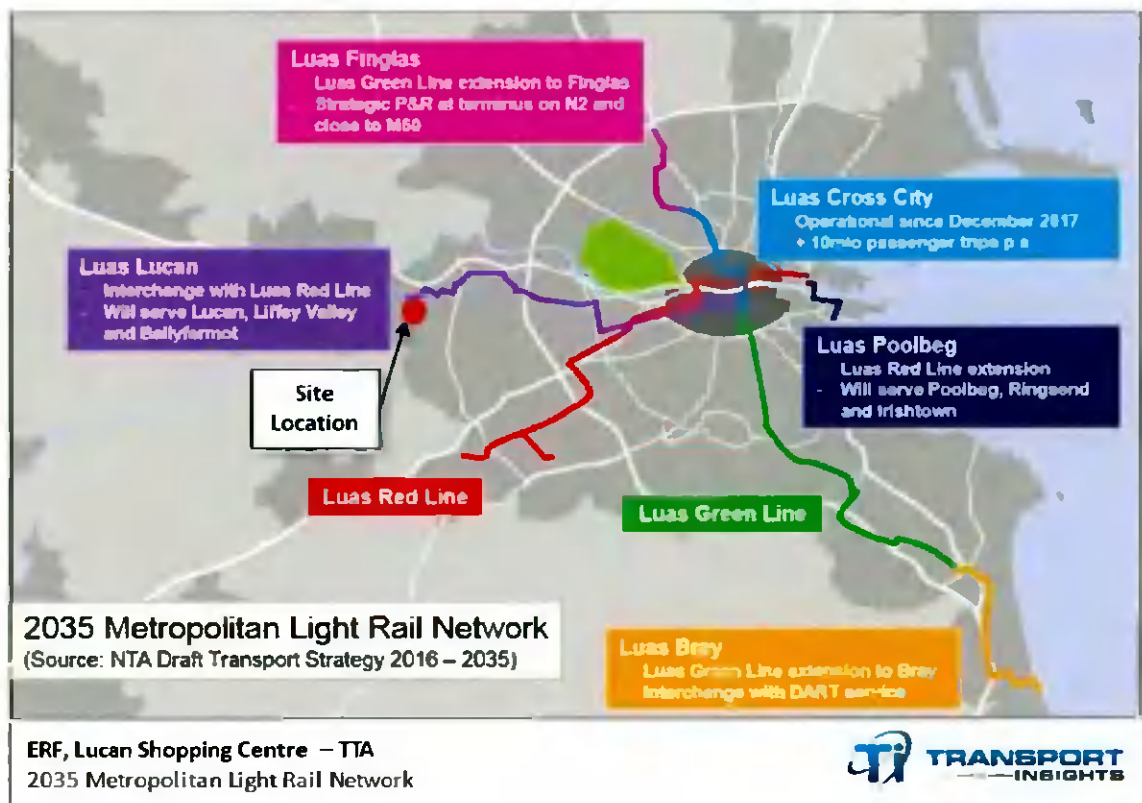 Luas Finglas
Luas Green Line extension to Finglas
- Strategic P&R at terminus on N2 and
close to M50
Luas Cross City
Operational since December 2017
+ 10mio passenger trips p a
Luas Lucan
Interchange with Luas Red Line
- Will serve Lucan, Liffey Valley
and Ballyfermot
Luas Poolbeg
Luas Red Line extension
- Will serve Poolbeg, Ringsend
and Irishtown
Site
Location
Luas Red Line
Luas Green Line
2035 Metropolitan Light Rail Network
(Source: NTA Draft Transport Strategy 2016 – 2035)
Luas Bray
Luas Green Line extension to Bray
Interchange with DART service
ERF, Lucan Shopping Centre – TTA
2035 Metropolitan Light Rail Network
TI TRANSPORT
INSIGHTS